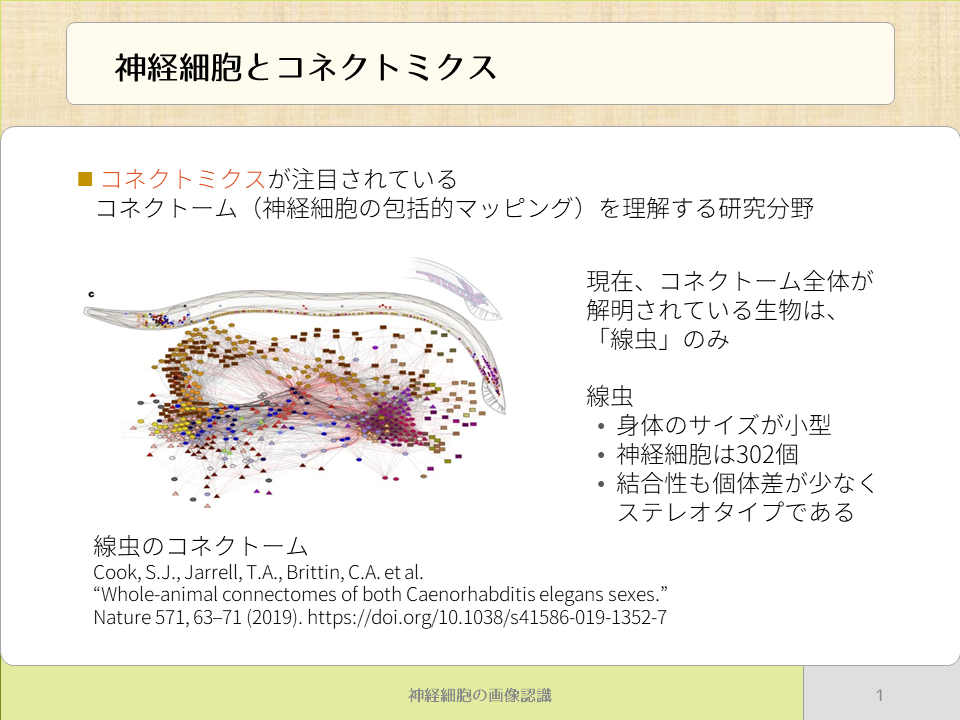 神経細胞とコネクトミクス
■ コネクトミクスが注目されている
コネクトーム（神経細胞の包括的マッピング）を理解する研究分野
c
現在、コネクトーム全体が
解明されている生物は、
「線虫」のみ
線虫
• 身体のサイズが小型
• 神経細胞は302個
• 結合性も個体差が少なく
ステレオタイプである
線虫のコネクトーム
Cook, S.J., Jarrell, T.A., Brittin, C.A. et al.
“Whole-animal connectomes of both Caenorhabditis elegans sexes.”
Nature 571, 63–71 (2019). https://doi.org/10.1038/s41586-019-1352-7
神経細胞の画像認識
1